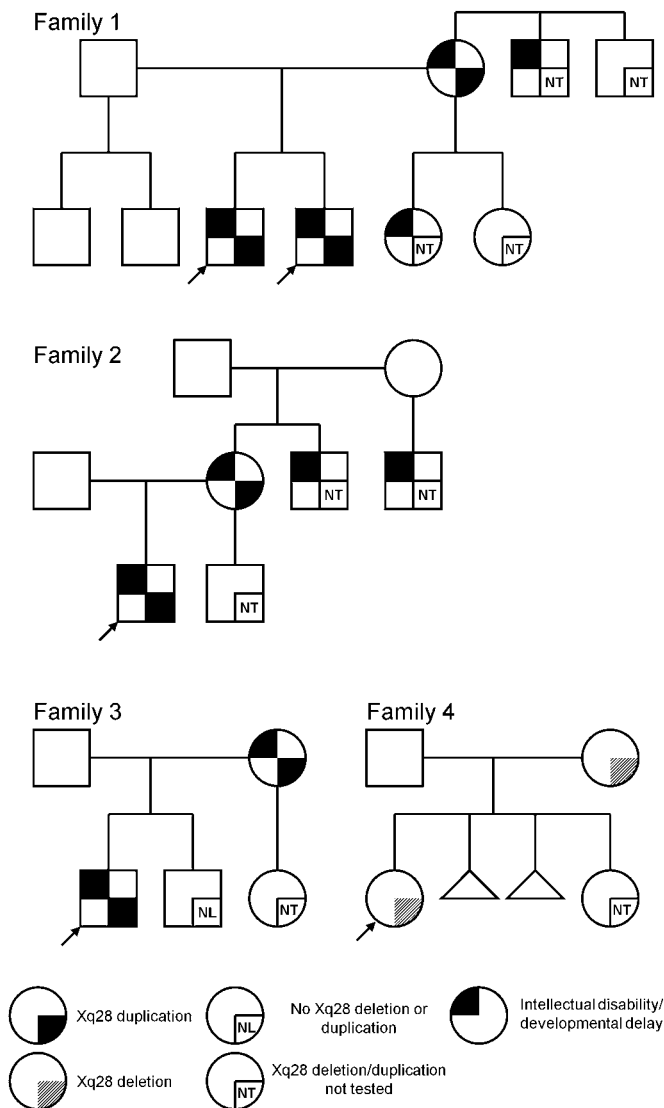 Family 1
NT
NT
NT
NT
Family 2
NT
NT
NT
Family 3
Family 4
NL
NT
NT
Xq28 duplication
NL
No Xq28 deletion or
duplication
Intellectual disability/
developmental delay
Xq28 deletion
NT
Xq28 deletion/duplication
not tested